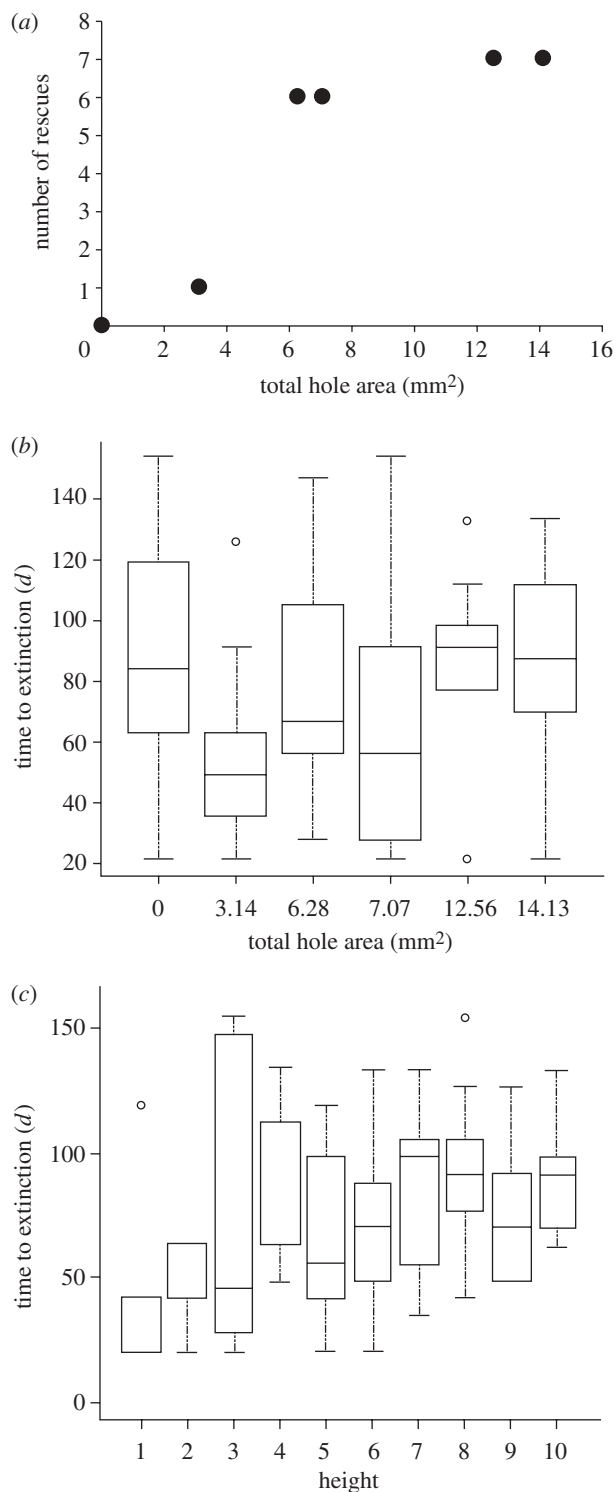 (a)
8
7
6
5
4
3
2
1
number of rescues
0 2 4 6 8 10 12 14 16
total hole area (mm²)
(b)
140
120
100
80
60
40
20
time to extinction (d)
0 3.14 6.28 7.07 12.56 14.13
total hole area (mm²)
(c)
150
100
50
0
time to extinction (d)
1 2 3 4 5 6 7 8 9 10
height